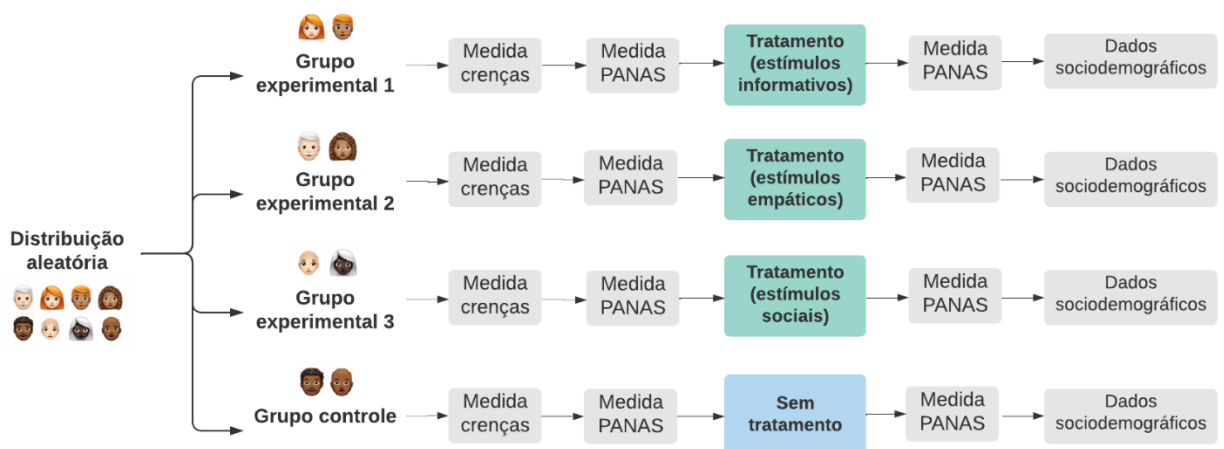 Grupo
experimental 1
Medida
crenças
Medida
PANAS
Tratamento
(estímulos
informativos)
Medida
PANAS
Dados
sociodemográficos
Grupo
experimental 2
Medida
crenças
Medida
PANAS
Tratamento
(estímulos
empáticos)
Medida
PANAS
Dados
sociodemográficos
Distribuição
aleatória
Grupo
experimental 3
Medida
crenças
Medida
PANAS
Tratamento
(estímulos
sociais)
Medida
PANAS
Dados
sociodemográficos
Grupo controle
Medida
crenças
Medida
PANAS
Sem
tratamento
Medida
PANAS
Dados
sociodemográficos